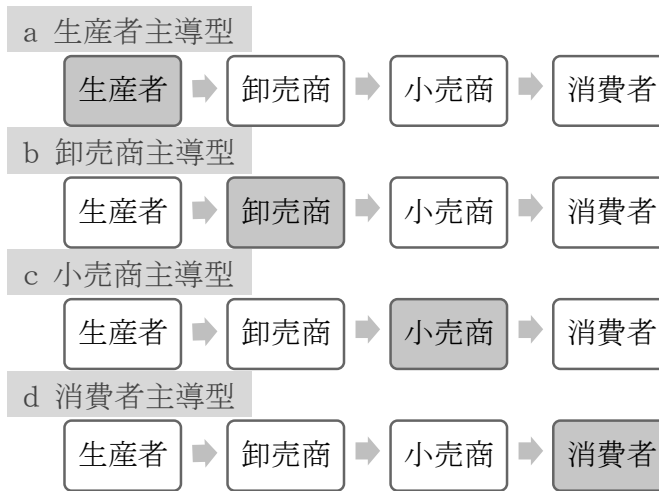 a 生産者主導型
生産者 卸売商 小売商 消費者
b 卸売商主導型
生産者 卸売商 小売商 消費者
c 小売商主導型
生産者 卸売商 小売商 消費者
d 消費者主導型
生産者 卸売商 小売商 消費者